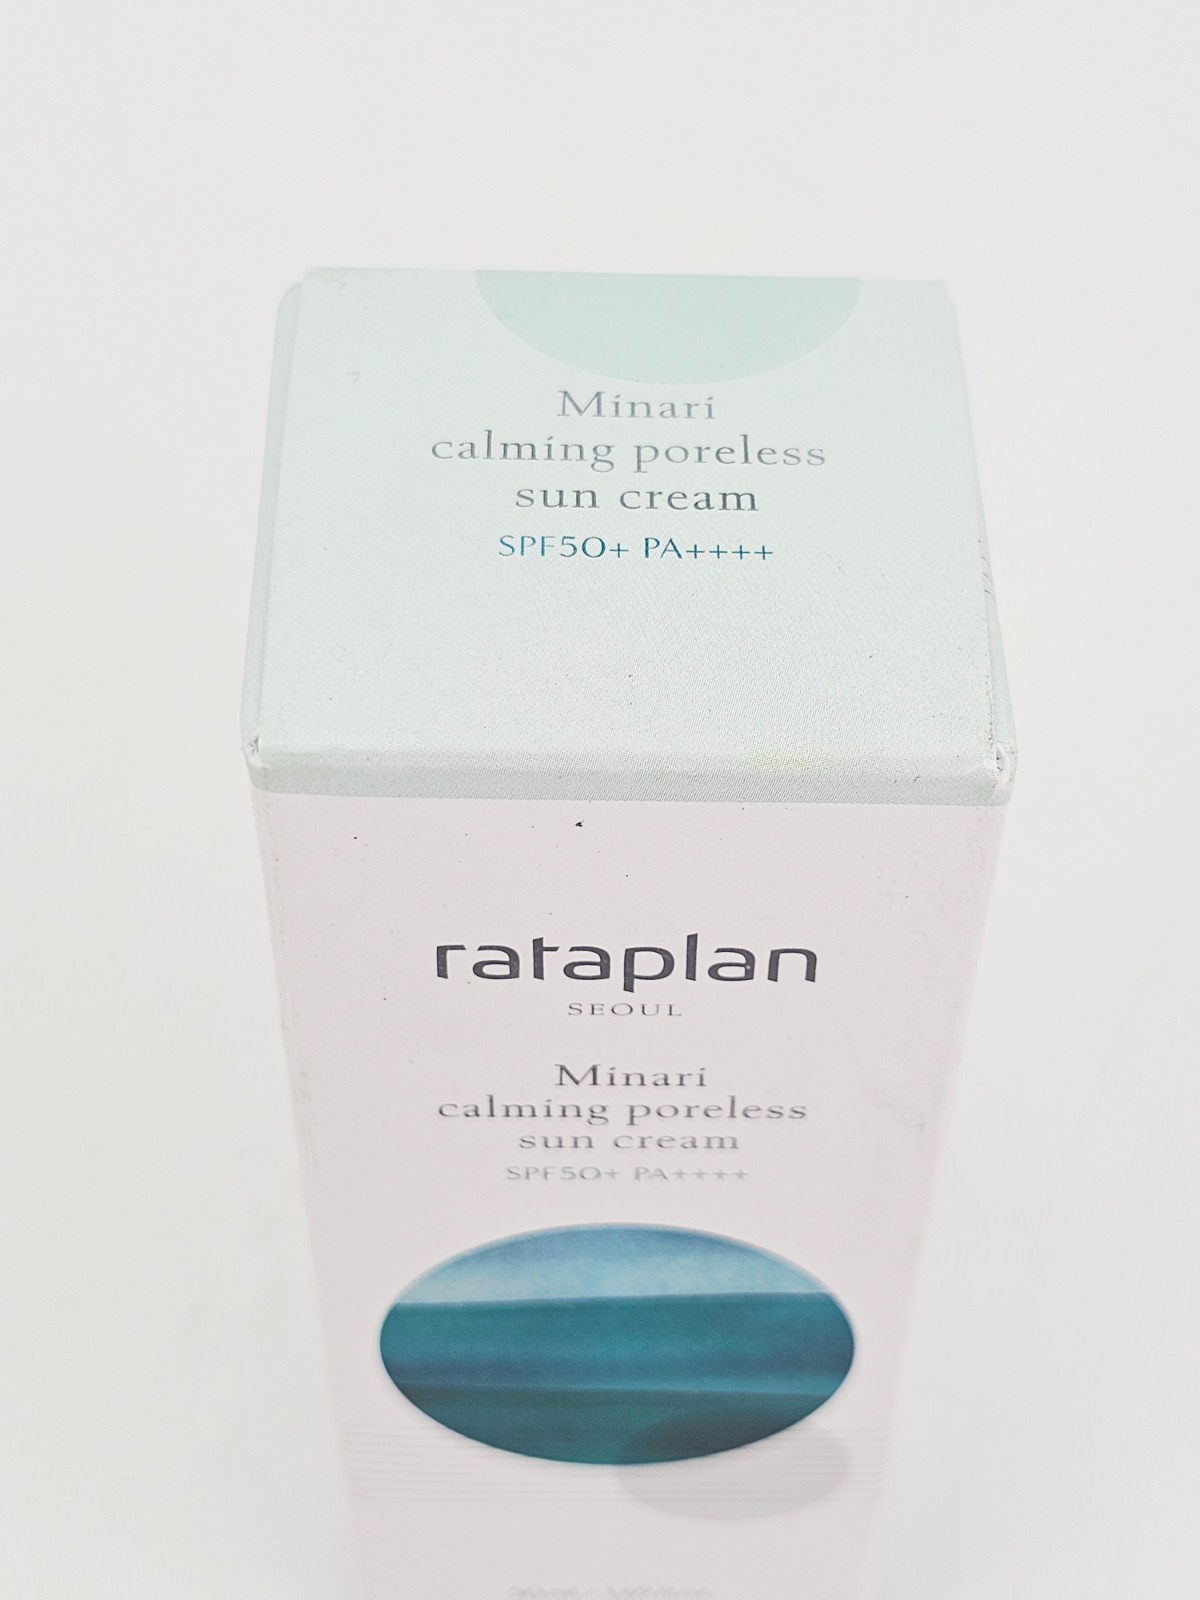 Minari
calming poreless
sun cream
SPF50+ PA++++
rataplan
SEOUL
Minari
calming poreless
sun cream
SPF50+ PA++++